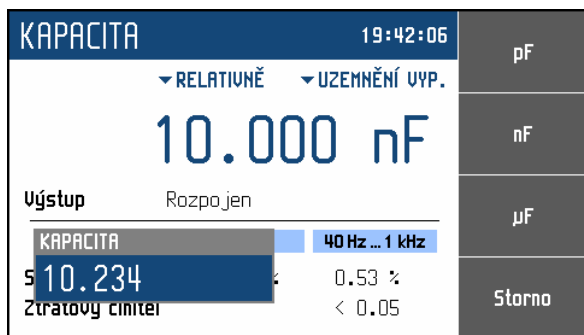 KAPACITA 19:42:06
▾RELATIVNĚ ▾UZEMNĚNÍ VYP.
10.000 nF
Výstup Rozpojen
40 Hz ... 1 kHz
KAPACITA
10.234
0.53 %
Ztrátový činitel < 0.05
pF
nF
µF
Storno